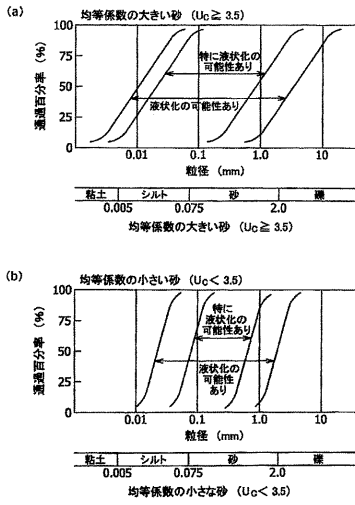 (a)
均等係数の大きい砂（UC≧3.5）
通過百分率（%）
100
75
50
25
0
特に液状化の
可能性あり
液状化の可能性あり
0.01
0.1
1.0
10
粒径（mm）
粘土
シルト
砂
礫
0.005
0.075
2.0
均等係数の大きい砂（UC≧3.5）
(b)
均等係数の小さい砂（UC<3.5）
通過百分率（%）
100
75
50
25
0
特に
液状化の
可能性あり
液状化の
可能性
あり
0.01
0.1
1.0
10
粒径（mm）
粘土
シルト
砂
礫
0.005
0.075
2.0
均等係数の小さな砂（UC<3.5）